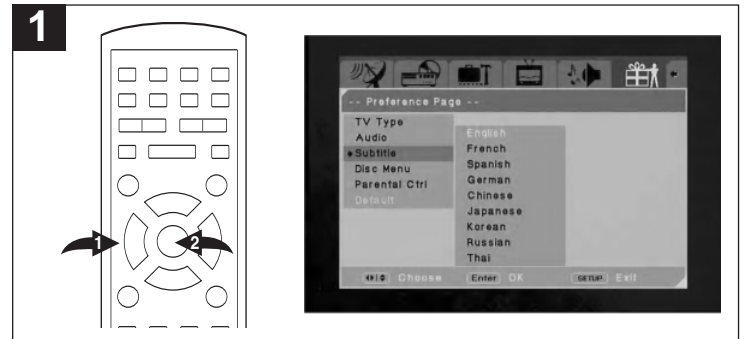 1
1
2
-- Preference Page --
TV Type
Audio
Subtitle
Disc Menu
Parental Ctrl
Default
English
French
Spanish
German
Chinese
Japanese
Korean
Russian
Thai
Choose
Enter OK
SETUP Exit